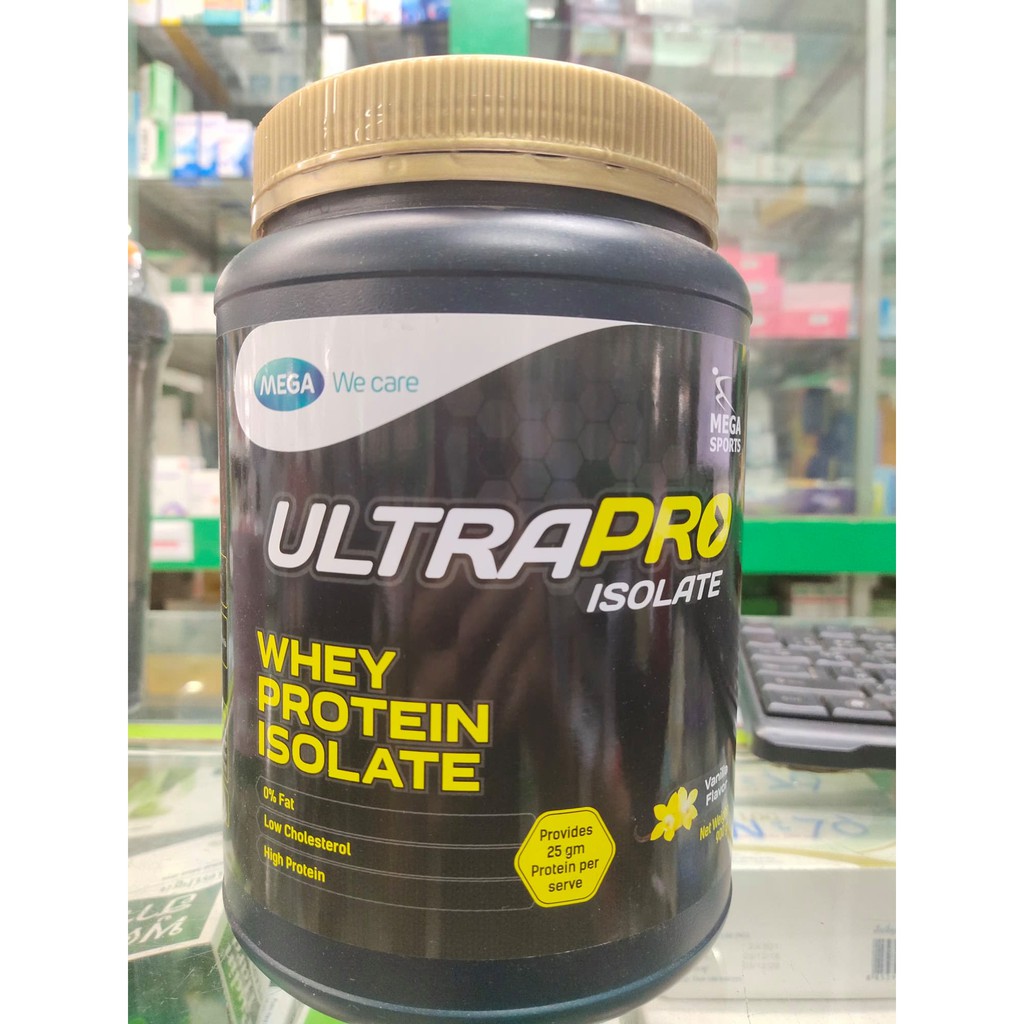 MEGA We care
MEGA
SPORTS
ULTRAPRO
ISOLATE
WHEY
PROTEIN
ISOLATE
0% Fat
Low Cholesterol
High Protein
Provides
25 gm
Protein per
serve
Vanilla
Flavor
Net